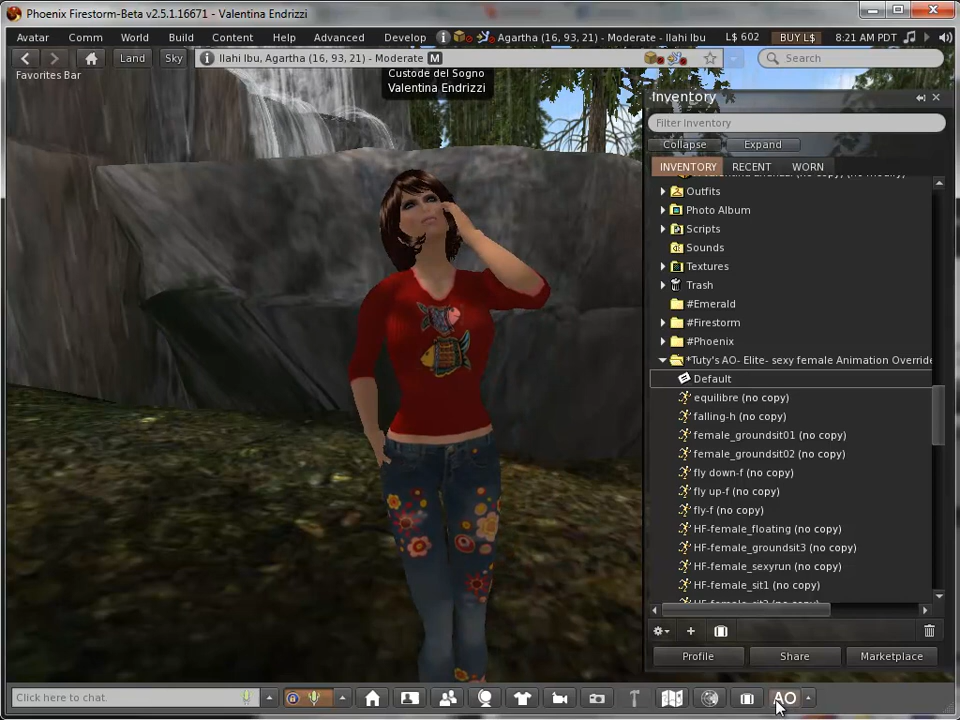 Phoenix Firestorm-Beta v2.5.1.16671 - Valentina Endrizzi
Avatar Comm World Build Content Help Advanced Develop Agartha (16, 93, 21) - Moderate - Ilahi Ibu L$ 602 BUY L$ 8:21 AM PDT
Land Sky Ilahi Ibu, Agartha (16, 93, 21) - Moderate M Search
Favorites Bar
Custode del Sogno
Valentina Endrizzi
Inventory
Filter Inventory
Collapse Expand
INVENTORY RECENT WORN
Outfits
Photo Album
Scripts
Sounds
Textures
Trash
#Emerald
#Firestorm
#Phoenix
*Tuty's AO- Elite- sexy female Animation Override
Default
equilibre (no copy)
falling-h (no copy)
female_groundsit01 (no copy)
female_groundsit02 (no copy)
fly down-f (no copy)
fly up-f (no copy)
fly-f (no copy)
HF-female_floating (no copy)
HF-female_groundsit3 (no copy)
HF-female_sexyrun (no copy)
HF-female_sit1 (no copy)
Profile Share Marketplace
Click here to chat. AO